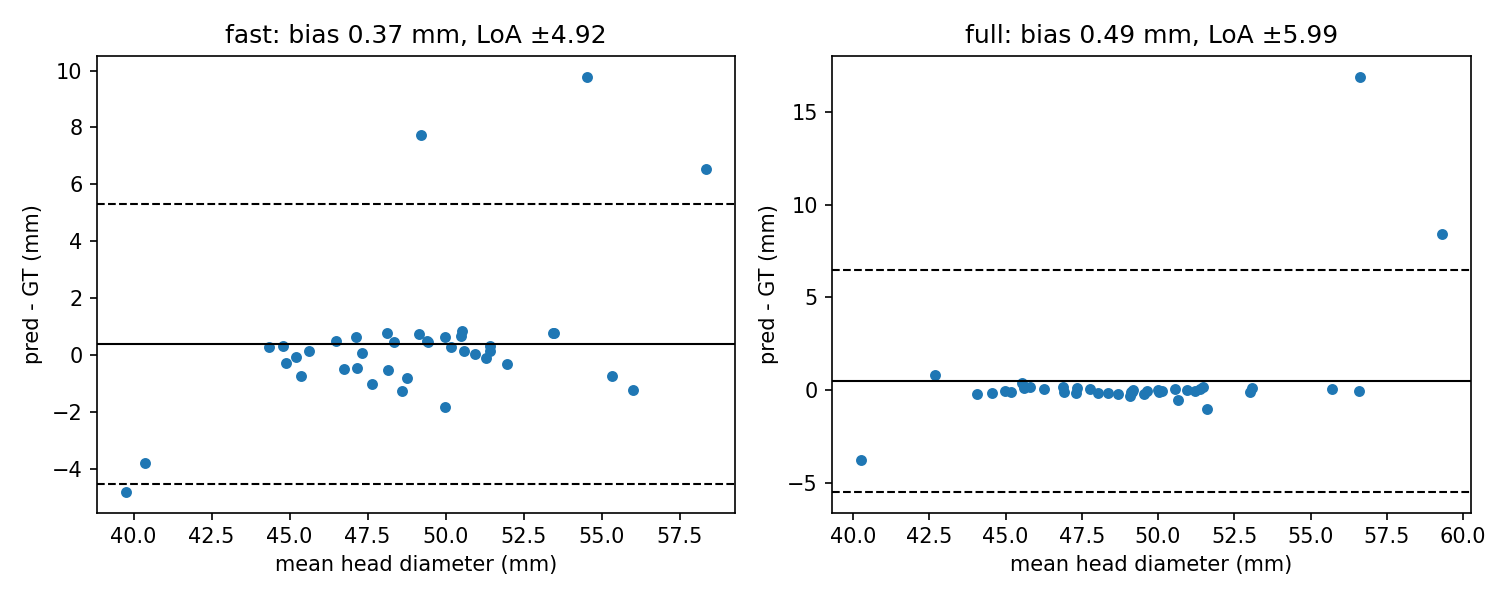 fast: bias 0.37 mm, LoA ±4.92
pred - GT (mm)
10
8
6
4
2
0
−2
−4
40.0 42.5 45.0 47.5 50.0 52.5 55.0 57.5
mean head diameter (mm)
full: bias 0.49 mm, LoA ±5.99
pred - GT (mm)
15
10
5
0
−5
40.0 42.5 45.0 47.5 50.0 52.5 55.0 57.5 60.0
mean head diameter (mm)